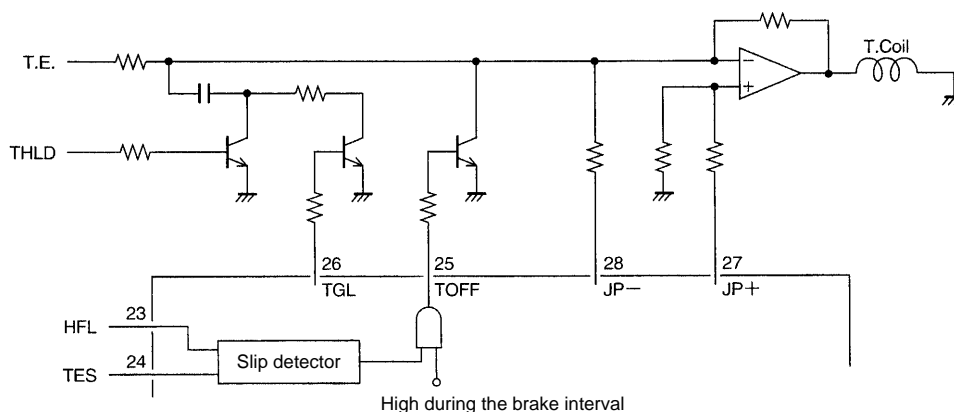 T.E.
T.Coil
−
+
THLD
26
25
28
27
TGL
TOFF
JP−
JP+
23
HFL
Slip detector
24
TES
High during the brake interval